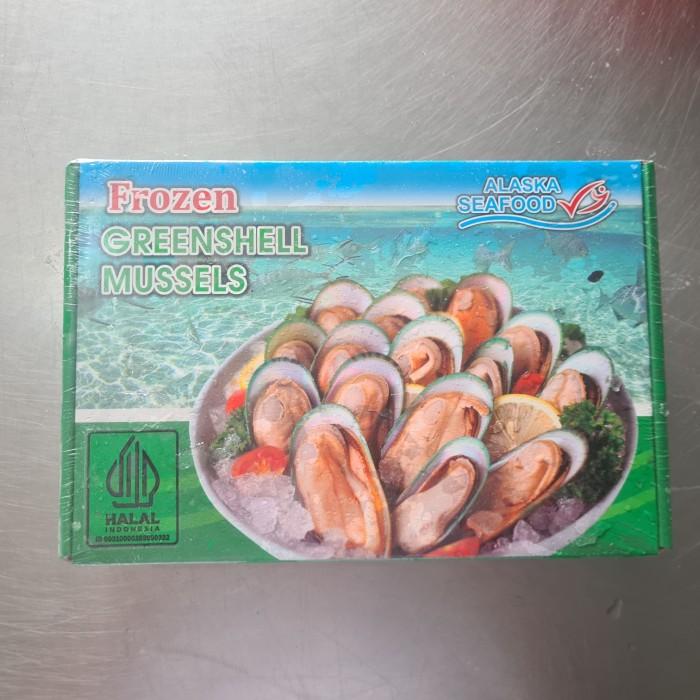 Frozen
GREENSHELL
MUSSELS
ALASKA
SEAFOOD
HALAL
INDONESIA